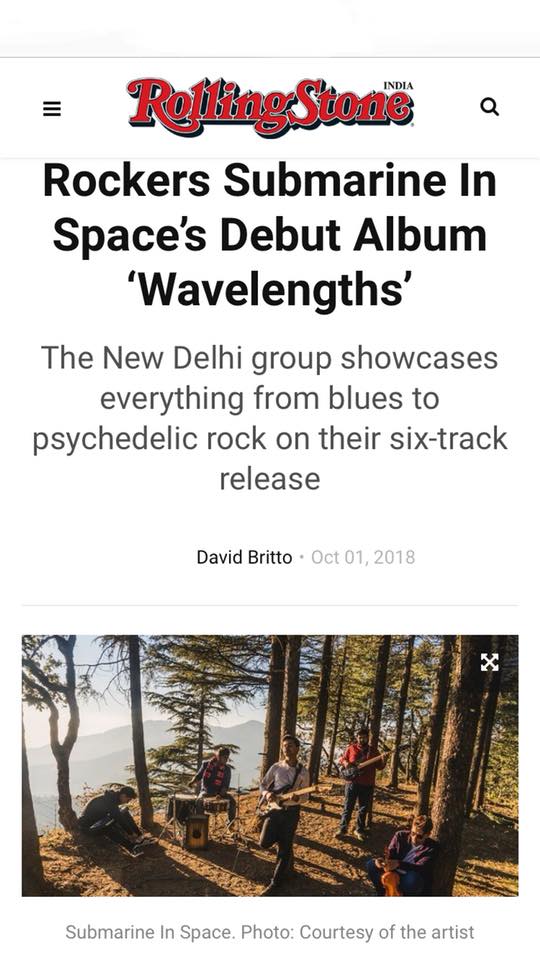 RollingStone
INDIA
Rockers Submarine In
Space’s Debut Album
‘Wavelengths’
The New Delhi group showcases
everything from blues to
psychedelic rock on their six-track
release
David Britto • Oct 01, 2018
Submarine In Space. Photo: Courtesy of the artist